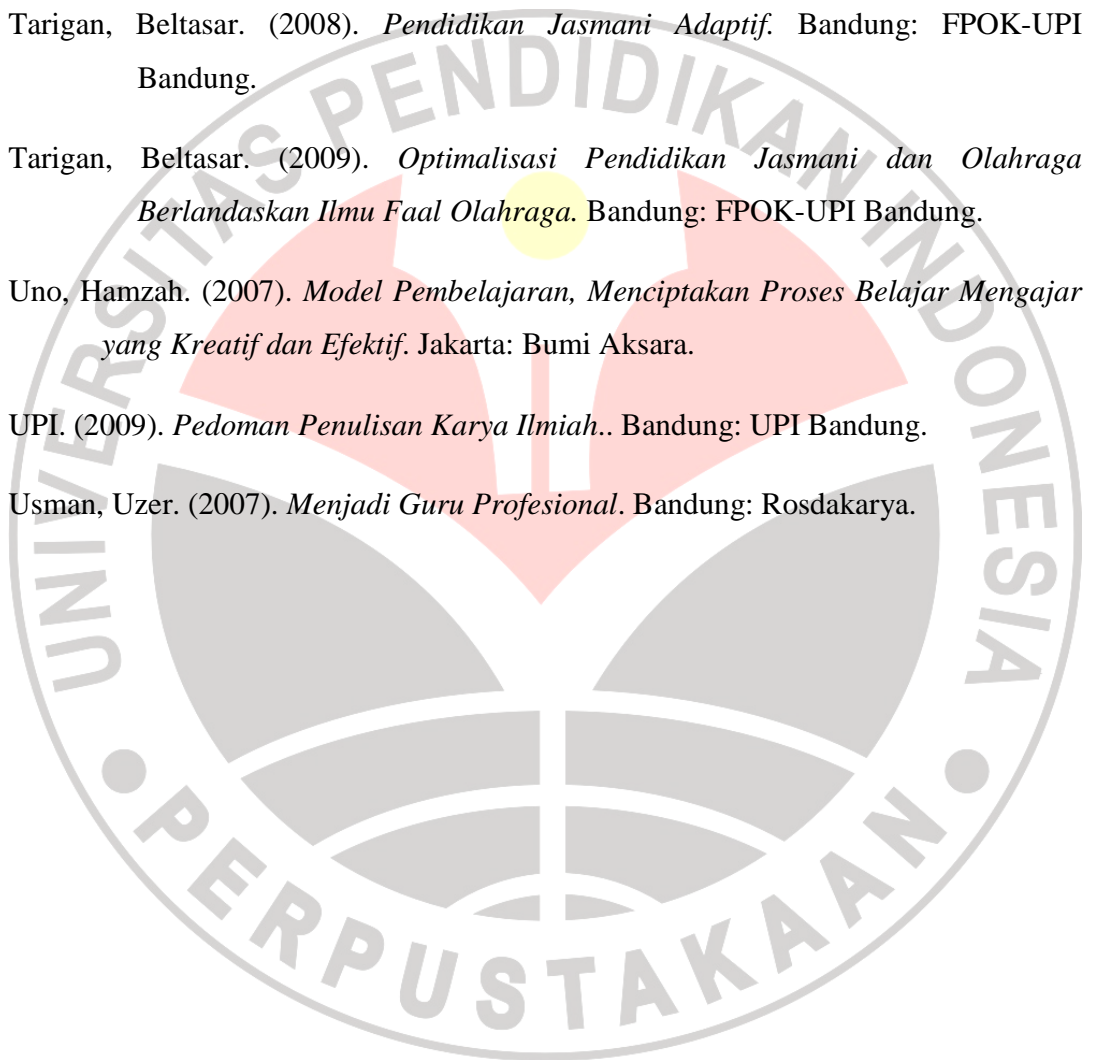 Tarigan, Beltasar. (2008). Pendidikan Jasmani Adaptif. Bandung: FPOK-UPI
Bandung.
Tarigan, Beltasar. (2009). Optimalisasi Pendidikan Jasmani dan Olahraga
Berlandaskan Ilmu Faal Olahraga. Bandung: FPOK-UPI Bandung.
Uno, Hamzah. (2007). Model Pembelajaran, Menciptakan Proses Belajar Mengajar
yang Kreatif dan Efektif. Jakarta: Bumi Aksara.
UPI. (2009). Pedoman Penulisan Karya Ilmiah.. Bandung: UPI Bandung.
Usman, Uzer. (2007). Menjadi Guru Profesional. Bandung: Rosdakarya.
UNIVERSITAS PENDIDIKAN INDONESIA
PERPUSTAKAAN